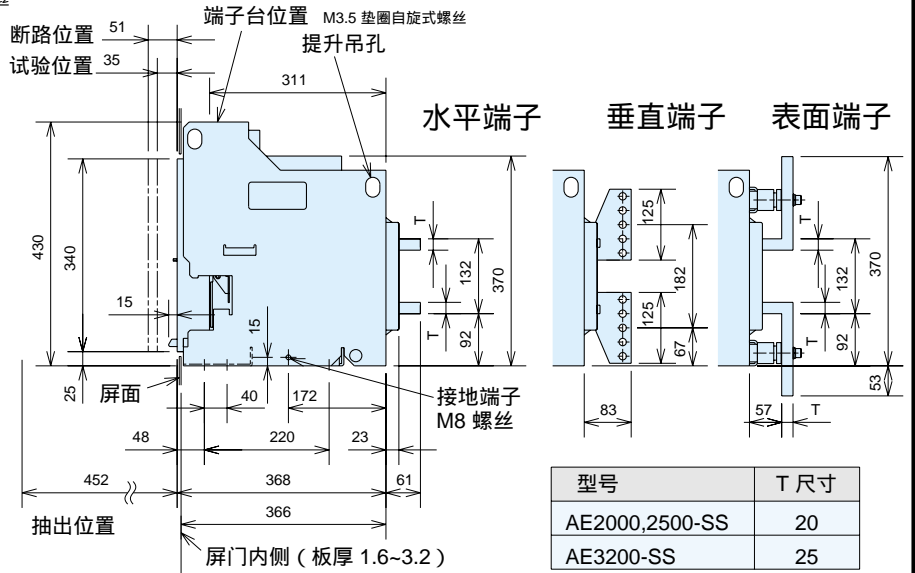 端子台位置 M3.5 垫圈自旋式螺丝
断路位置 51
提升吊孔
试验位置 35
311
水平端子 垂直端子 表面端子
430
340
15
25
屏面
15
40
172
接地端子
M8 螺丝
48
220
23
452
368
61
抽出位置
366
屏门内侧（板厚 1.6~3.2）
T
132
370
T
92
125
182
125
67
83
T
132
370
T
92
53
57
T
型号 T 尺寸
AE2000,2500-SS 20
AE3200-SS 25